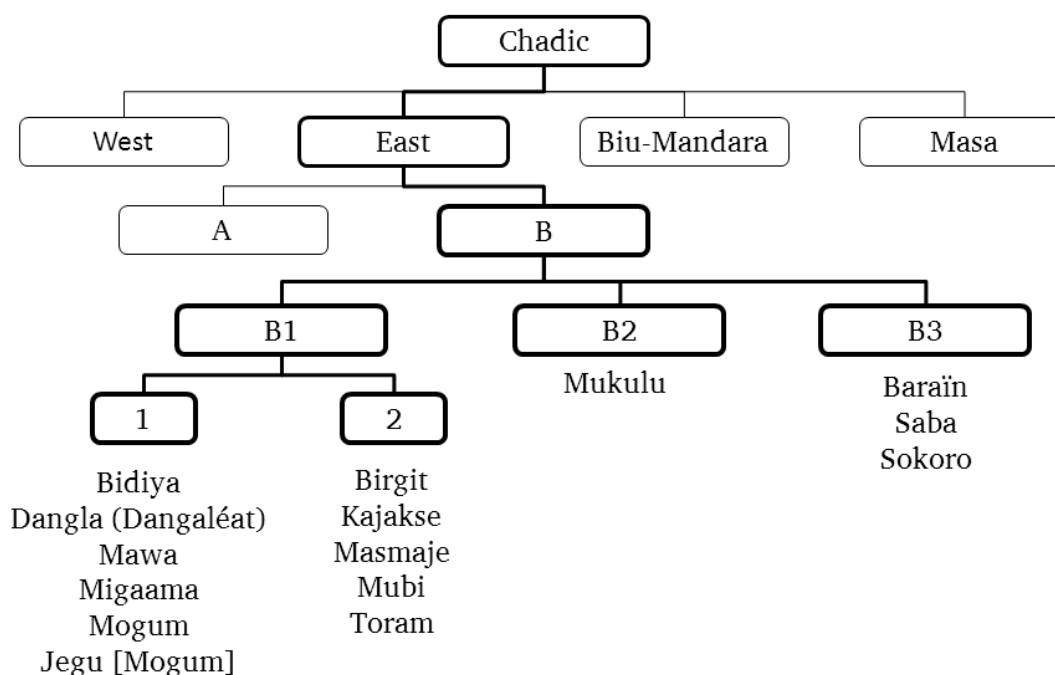 Chadic
West
East
Biu-Mandara
Masa
A
B
B1
B2
B3
Mukulu
Baraïn
Saba
Sokoro
1
2
Bidiya
Dangla (Dangaléat)
Mawa
Migaama
Mogum
Jegu [Mogum]
Birgit
Kajakse
Masmaje
Mubi
Toram